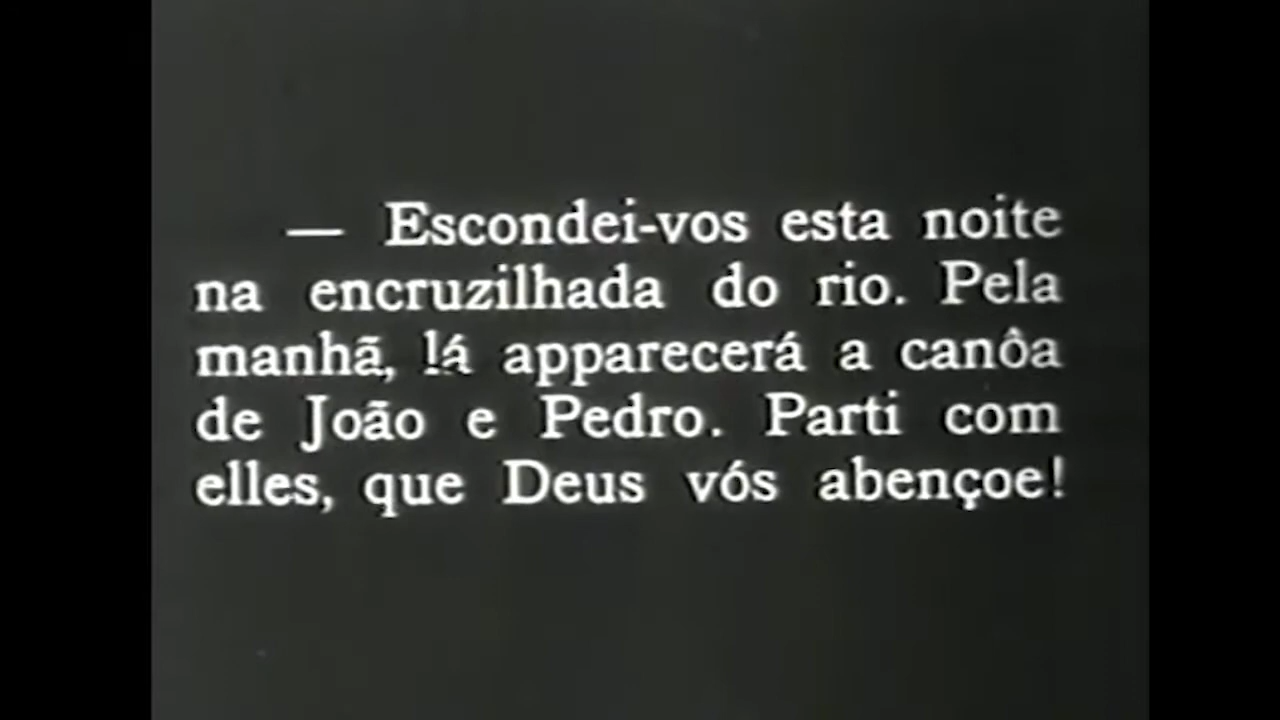 — Escondei-vos esta noite
na encruzilhada do rio. Pela
manhã, lá apparecerá a canôa
de João e Pedro. Parti com
elles, que Deus vós abençoe!